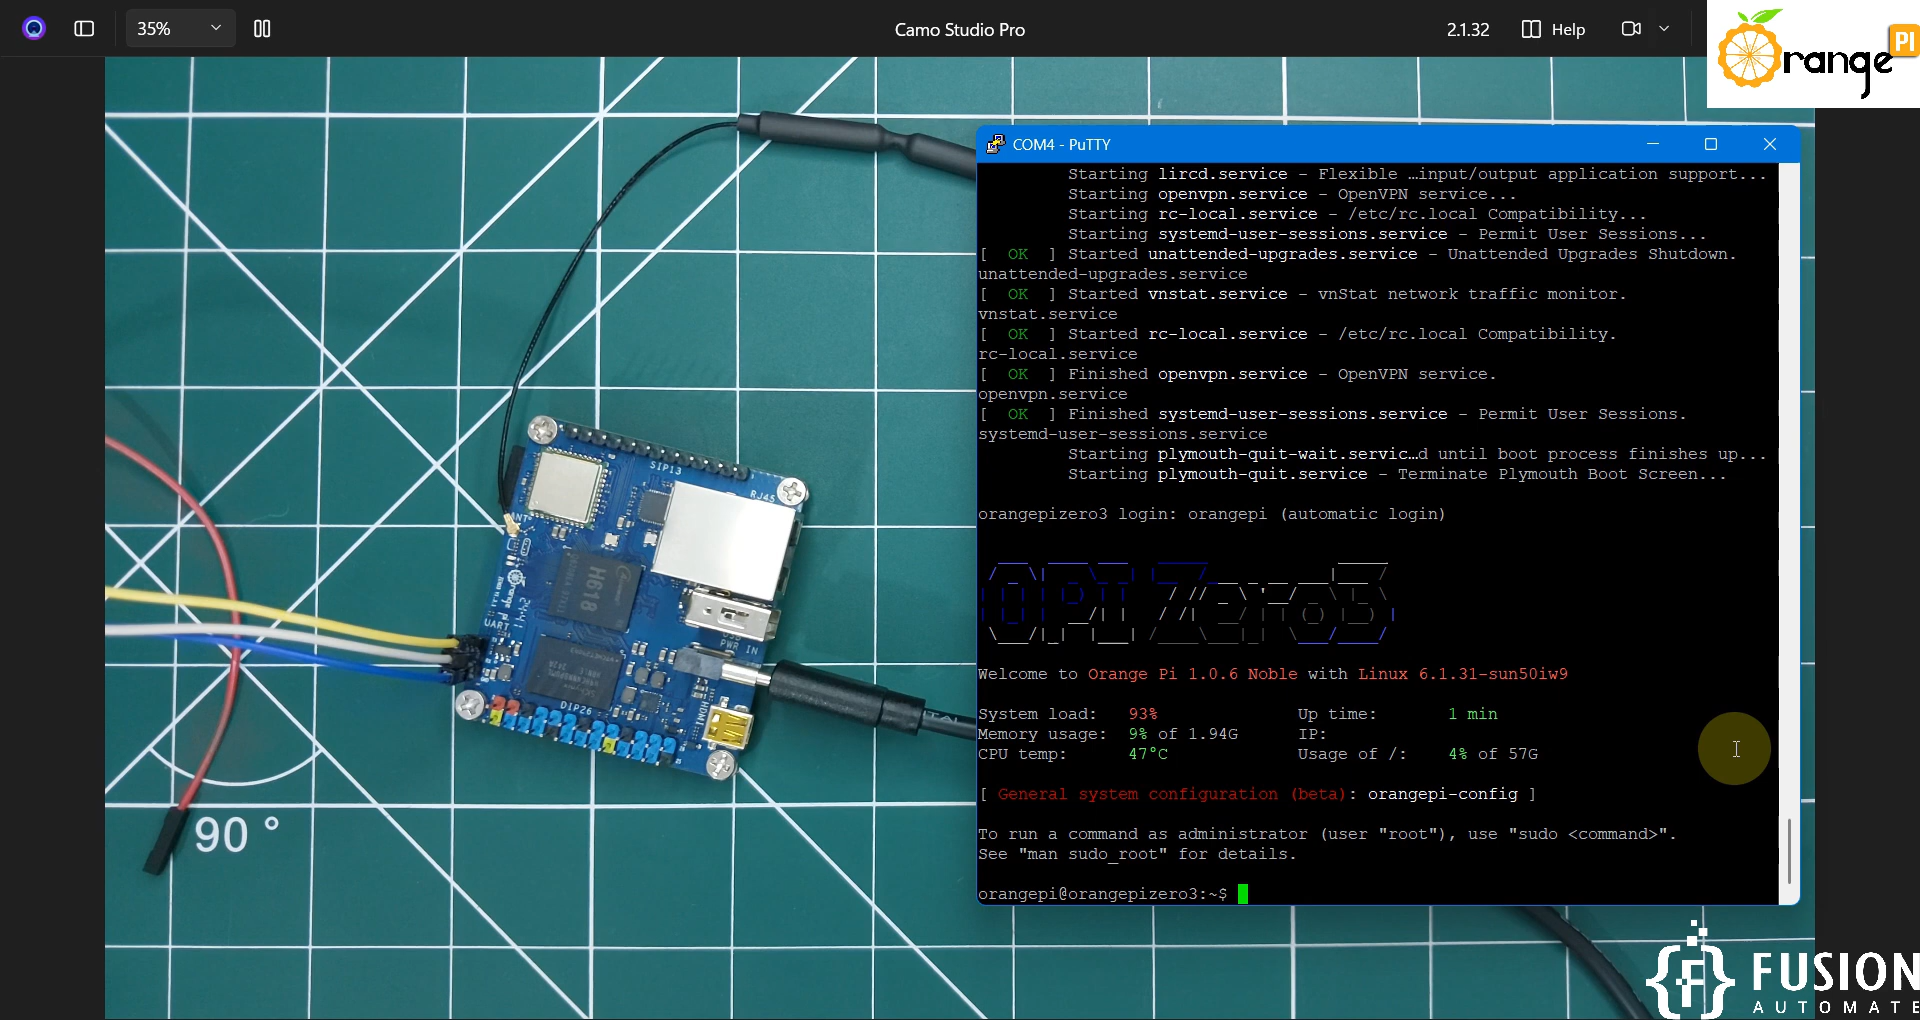 35%
Camo Studio Pro
2.1.32
Help
Orange PI
COM4 - PuTTY
Starting lircd.service - Flexible …input/output application support...
Starting openvpn.service - OpenVPN service...
Starting rc-local.service - /etc/rc.local Compatibility...
Starting systemd-user-sessions.service - Permit User Sessions...
[ OK ] Started unattended-upgrades.service - Unattended Upgrades Shutdown.
unattended-upgrades.service
[ OK ] Started vnstat.service - vnStat network traffic monitor.
vnstat.service
[ OK ] Started rc-local.service - /etc/rc.local Compatibility.
rc-local.service
[ OK ] Finished openvpn.service - OpenVPN service.
openvpn.service
[ OK ] Finished systemd-user-sessions.service - Permit User Sessions.
systemd-user-sessions.service
Starting plymouth-quit-wait.servic…d until boot process finishes up...
Starting plymouth-quit.service - Terminate Plymouth Boot Screen...
orangepizero3 login: orangepi (automatic login)
OPI Zero3
Welcome to Orange Pi 1.0.6 Noble with Linux 6.1.31-sun50iw9
System load: 93% Up time: 1 min
Memory usage: 9% of 1.94G IP:
CPU temp: 47°C Usage of /: 4% of 57G
[ General system configuration (beta): orangepi-config ]
To run a command as administrator (user "root"), use "sudo <command>".
See "man sudo_root" for details.
orangepi@orangepizero3:~$
SIP13
RJ45
ANT
H618
UART
USB
PWR IN
HDMI
DIP26
90 °
FUSION
AUTOMATE